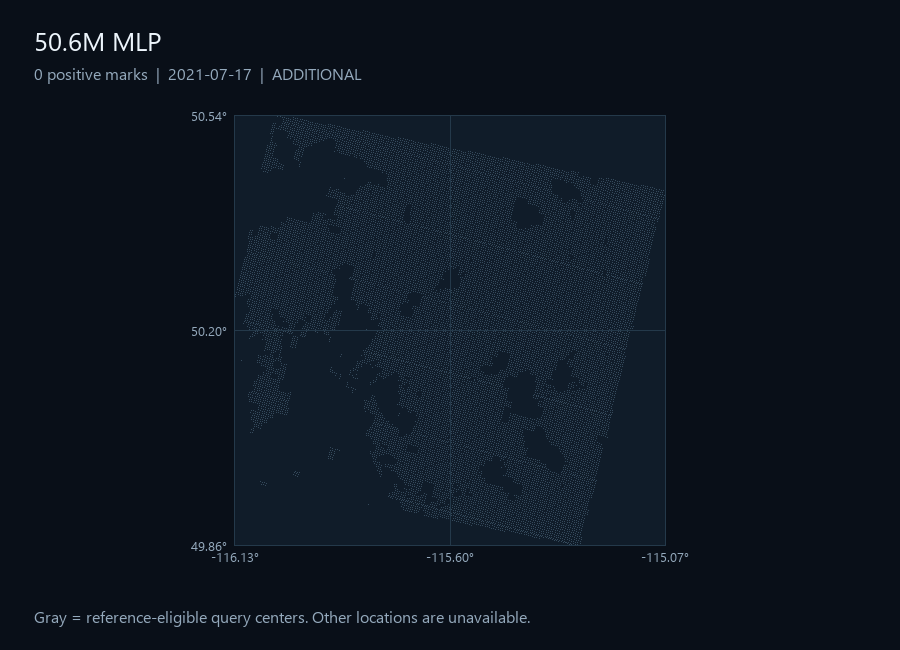 50.6M MLP
0 positive marks | 2021-07-17 | ADDITIONAL
50.54°
50.20°
49.86°
-116.13° -115.60° -115.07°
Gray = reference-eligible query centers. Other locations are unavailable.